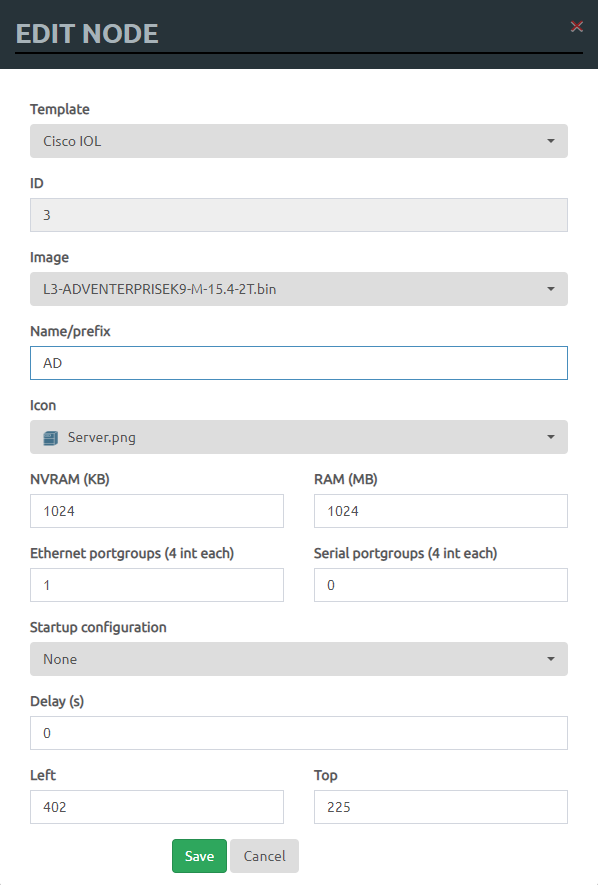 EDIT NODE
Template
Cisco IOL
ID
3
Image
L3-ADVENTERPRISEK9-M-15.4-2T.bin
Name/prefix
AD
Icon
Server.png
NVRAM (KB) RAM (MB)
1024 1024
Ethernet portgroups (4 int each) Serial portgroups (4 int each)
1 0
Startup configuration
None
Delay (s)
0
Left Top
402 225
Save Cancel